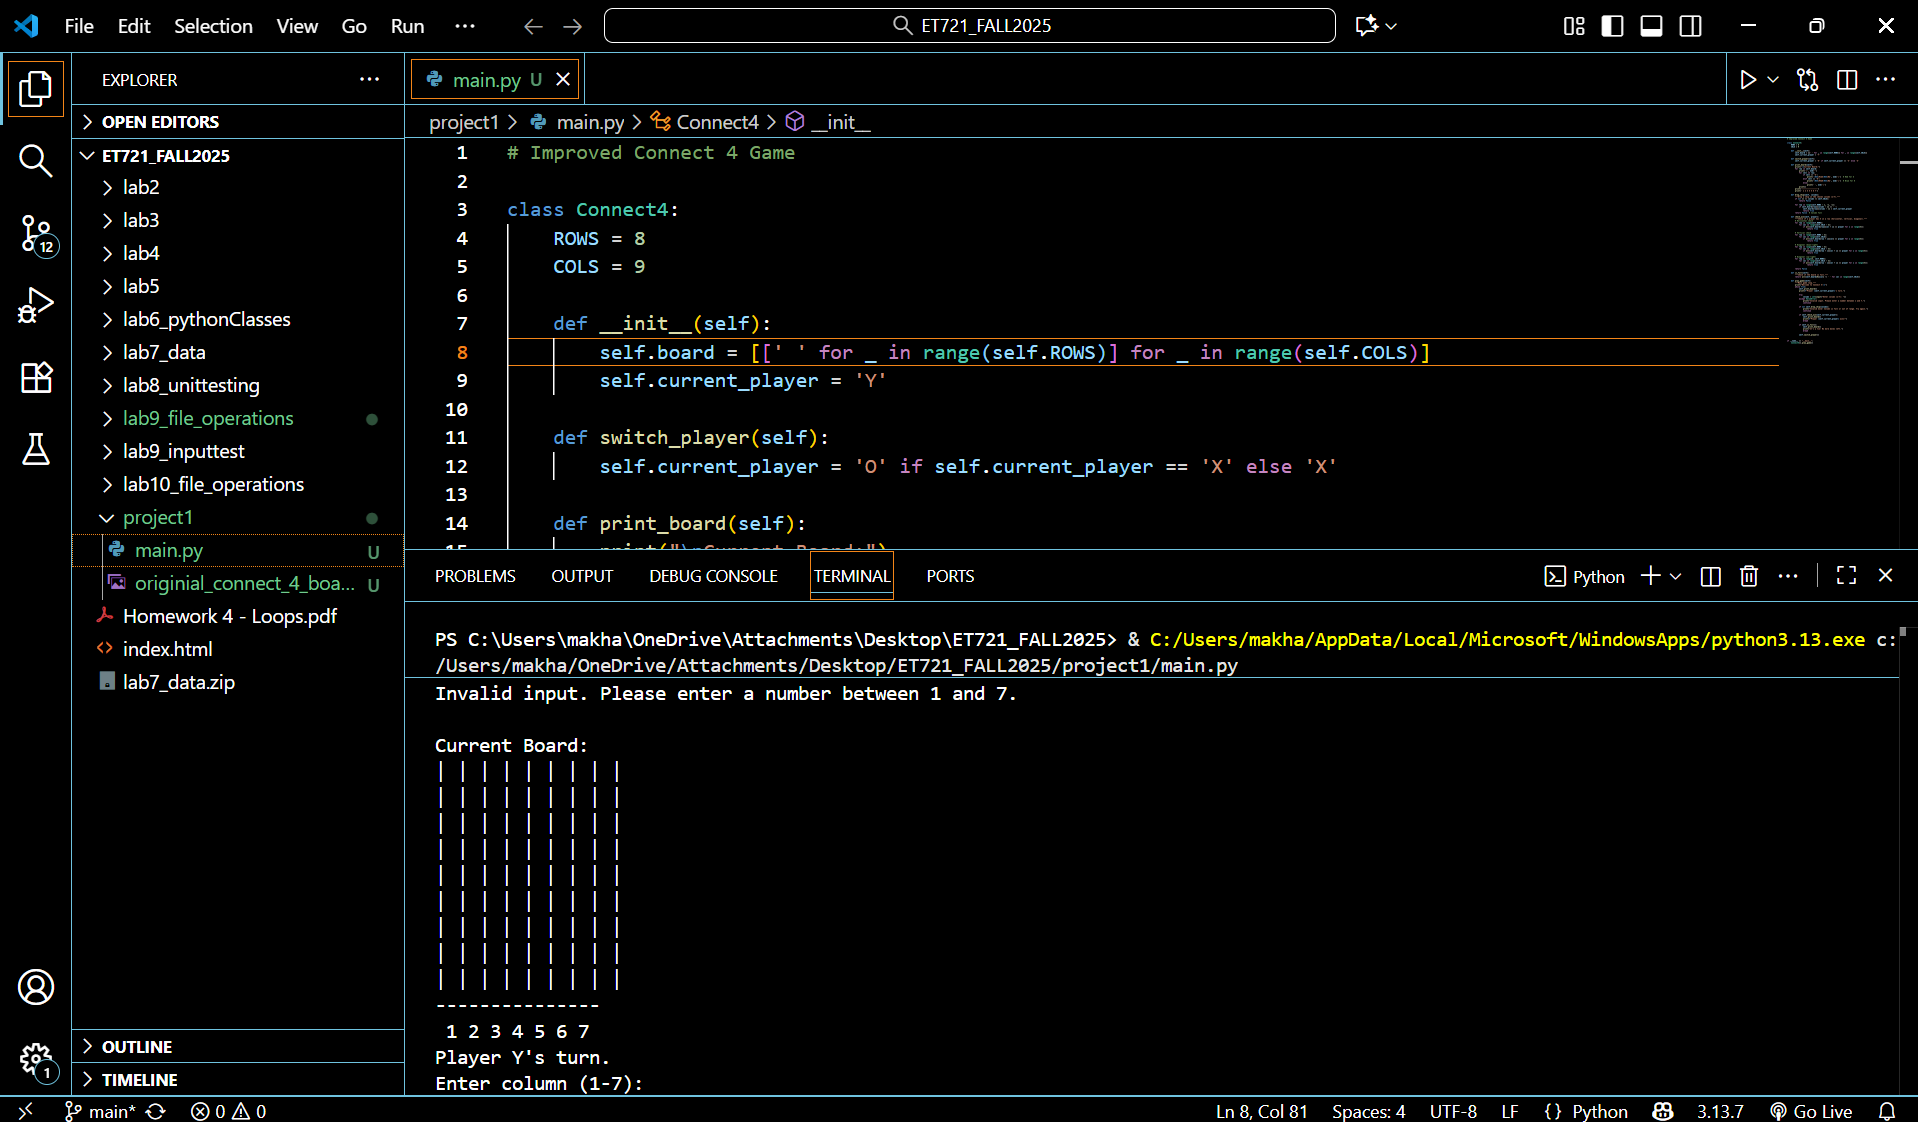 File Edit Selection View Go Run ···
ET721_FALL2025
EXPLORER ···
OPEN EDITORS
ET721_FALL2025
lab2
lab3
lab4
lab5
lab6_pythonClasses
lab7_data
lab8_unittesting
lab9_file_operations
lab9_inputtest
lab10_file_operations
project1
main.py U
originial_connect_4_boa... U
Homework 4 - Loops.pdf
index.html
lab7_data.zip
OUTLINE
TIMELINE
12
1
main.py U
project1 > main.py > Connect4 > __init__
1 # Improved Connect 4 Game
2
3 class Connect4:
4     ROWS = 8
5     COLS = 9
6
7     def __init__(self):
8         self.board = [[' ' for _ in range(self.ROWS)] for _ in range(self.COLS)]
9         self.current_player = 'Y'
10
11     def switch_player(self):
12         self.current_player = 'O' if self.current_player == 'X' else 'X'
13
14     def print_board(self):
15         print("\nCurrent Board:")
PROBLEMS OUTPUT DEBUG CONSOLE TERMINAL PORTS
Python
PS C:\Users\makha\OneDrive\Attachments\Desktop\ET721_FALL2025> & C:/Users/makha/AppData/Local/Microsoft/WindowsApps/python3.13.exe c:
/Users/makha/OneDrive/Attachments/Desktop/ET721_FALL2025/project1/main.py
Invalid input. Please enter a number between 1 and 7.
Current Board:
| | | | | | | | |
| | | | | | | | |
| | | | | | | | |
| | | | | | | | |
| | | | | | | | |
| | | | | | | | |
| | | | | | | | |
| | | | | | | | |
| | | | | | | | |
---------------
1 2 3 4 5 6 7
Player Y's turn.
Enter column (1-7):
main* 0 0
Ln 8, Col 81 Spaces: 4 UTF-8 LF {} Python 3.13.7 Go Live